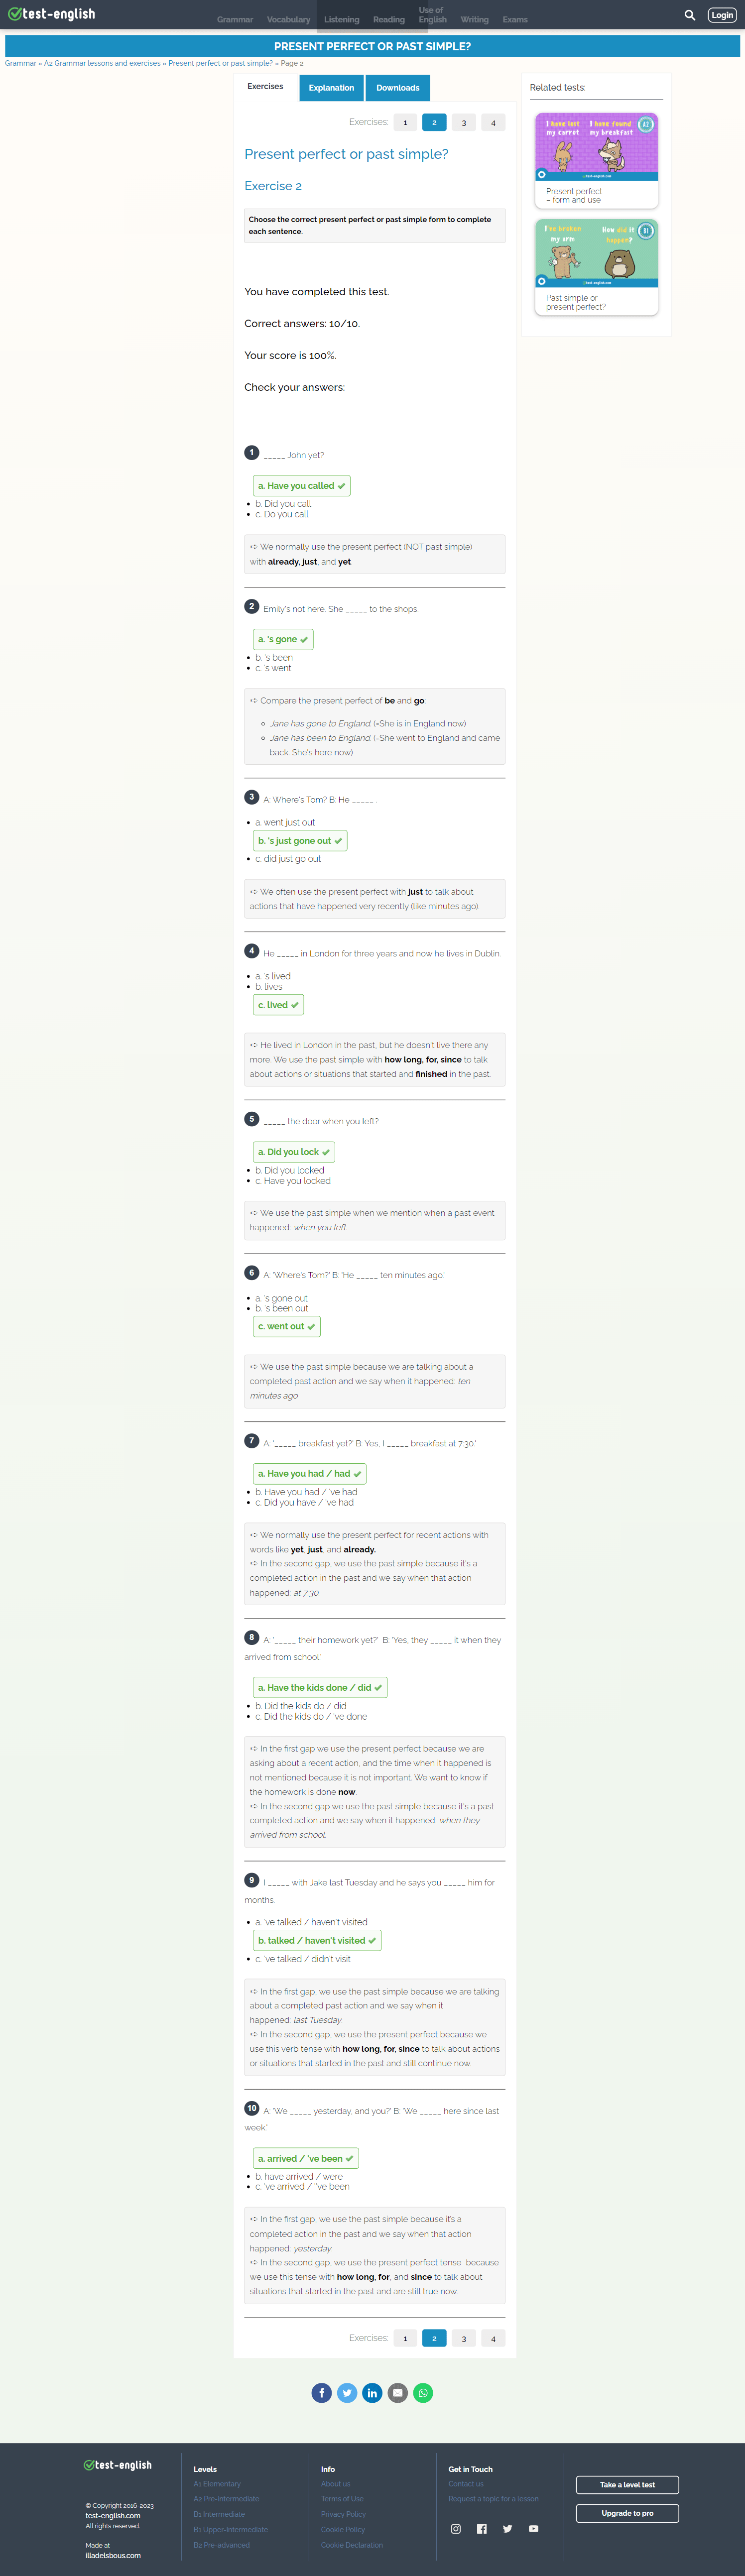 test-english
Grammar
Vocabulary
Listening
Reading
Use of
English
Writing
Exams
Login
PRESENT PERFECT OR PAST SIMPLE?
Grammar » A2 Grammar lessons and exercises » Present perfect or past simple? » Page 2
Exercises
Explanation
Downloads
Exercises: 1 2 3 4
Present perfect or past simple?
Exercise 2
Choose the correct present perfect or past simple form to complete
each sentence.
You have completed this test.
Correct answers: 10/10.
Your score is 100%.
Check your answers:
1 _____ John yet?
a. Have you called
b. Did you call
c. Do you call
➪ We normally use the present perfect (NOT past simple)
with already, just, and yet.
2 Emily's not here. She _____ to the shops.
a. 's gone
b. 's been
c. 's went
➪ Compare the present perfect of be and go
Jane has gone to England. (=She is in England now)
Jane has been to England. (=She went to England and came
back. She's here now)
3 A: Where's Tom? B: He _____ .
a. went just out
b. 's just gone out
c. did just go out
➪ We often use the present perfect with just to talk about
actions that have happened very recently (like minutes ago).
4 He _____ in London for three years and now he lives in Dublin.
a. 's lived
b. lives
c. lived
➪ He lived in London in the past, but he doesn't live there any
more. We use the past simple with how long, for, since to talk
about actions or situations that started and finished in the past.
5 _____ the door when you left?
a. Did you lock
b. Did you locked
c. Have you locked
➪ We use the past simple when we mention when a past event
happened: when you left.
6 A: 'Where's Tom?' B: 'He _____ ten minutes ago.'
a. 's gone out
b. 's been out
c. went out
➪ We use the past simple because we are talking about a
completed past action and we say when it happened: ten
minutes ago
7 A: '_____ breakfast yet?' B: Yes, I _____ breakfast at 7.30.'
a. Have you had / had
b. Have you had / 've had
c. Did you have / 've had
➪ We normally use the present perfect for recent actions with
words like yet, just, and already.
➪ In the second gap, we use the past simple because it's a
completed action in the past and we say when that action
happened: at 7.30.
8 A: '_____ their homework yet?' B: 'Yes, they _____ it when they
arrived from school.'
a. Have the kids done / did
b. Did the kids do / did
c. Did the kids do / 've done
➪ In the first gap we use the present perfect because we are
asking about a recent action, and the time when it happened is
not mentioned because it is not important. We want to know if
the homework is done now.
➪ In the second gap we use the past simple because it's a past
completed action and we say when it happened: when they
arrived from school.
9 I _____ with Jake last Tuesday and he says you _____ him for
months.
a. 've talked / haven't visited
b. talked / haven't visited
c. 've talked / didn't visit
➪ In the first gap, we use the past simple because we are talking
about a completed past action and we say when it
happened: last Tuesday.
➪ In the second gap, we use the present perfect because we
use this verb tense with how long, for, since to talk about actions
or situations that started in the past and still continue now.
10 A: 'We _____ yesterday, and you?' B: 'We _____ here since last
week.'
a. arrived / 've been
b. have arrived / were
c. 've arrived / ''ve been
➪ In the first gap, we use the past simple because it's a
completed action in the past and we say when that action
happened: yesterday.
➪ In the second gap, we use the present perfect tense because
we use this tense with how long, for, and since to talk about
situations that started in the past and are still true now.
Exercises: 1 2 3 4
Related tests:
I have lost
my carrot
I have found
my breakfast
A2
test-english.com
Present perfect
– form and use
I've broken
my arm
How did it
happen?
B1
test-english.com
Past simple or
present perfect?
test-english
© Copyright 2016-2023
test-english.com
All rights reserved.
Made at
illadelsbous.com
Levels
A1 Elementary
A2 Pre-intermediate
B1 Intermediate
B1 Upper-intermediate
B2 Pre-advanced
Info
About us
Terms of Use
Privacy Policy
Cookie Policy
Cookie Declaration
Get in Touch
Contact us
Request a topic for a lesson
Take a level test
Upgrade to pro